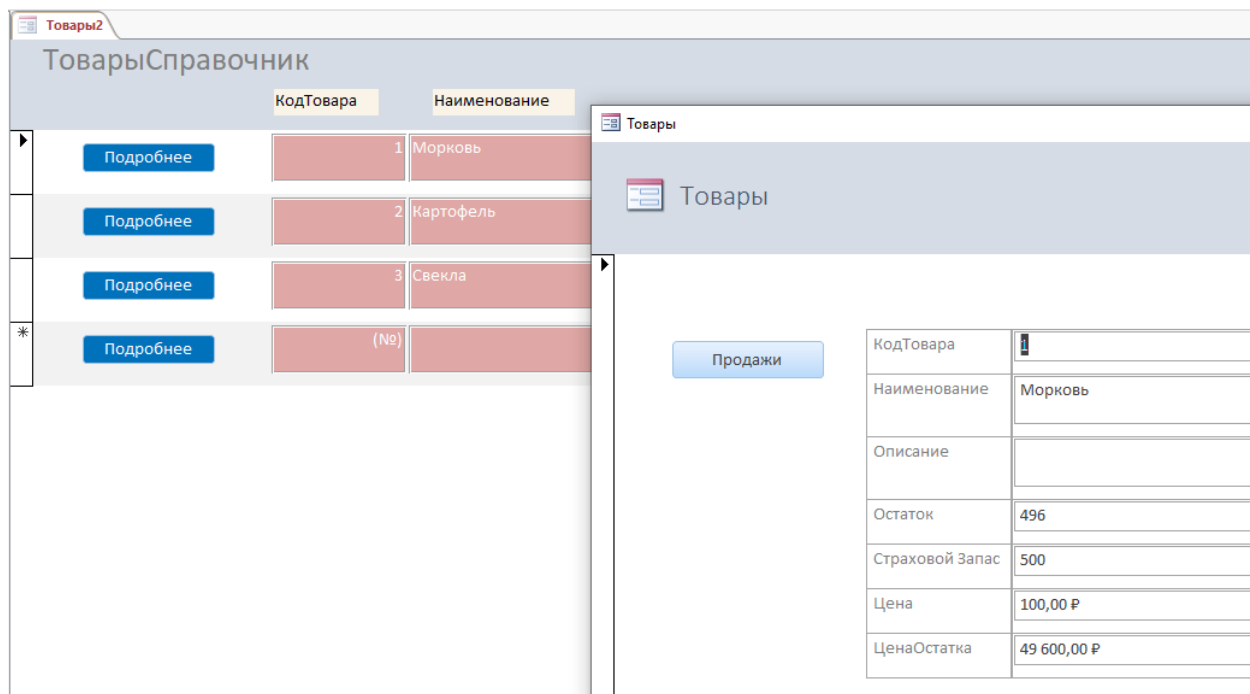 Товары2
ТоварыСправочник
КодТовара Наименование
Подробнее 1 Морковь
Подробнее 2 Картофель
Подробнее 3 Свекла
Подробнее (№)
Товары
Товары
Продажи
КодТовара 1
Наименование Морковь
Описание
Остаток 496
Страховой Запас 500
Цена 100,00 ₽
ЦенаОстатка 49 600,00 ₽